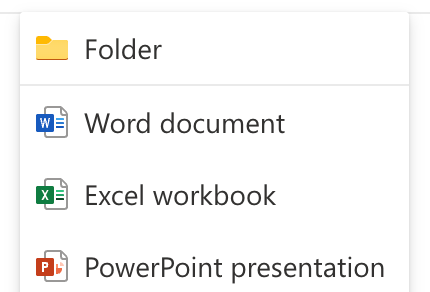 Folder
Word document
Excel workbook
PowerPoint presentation